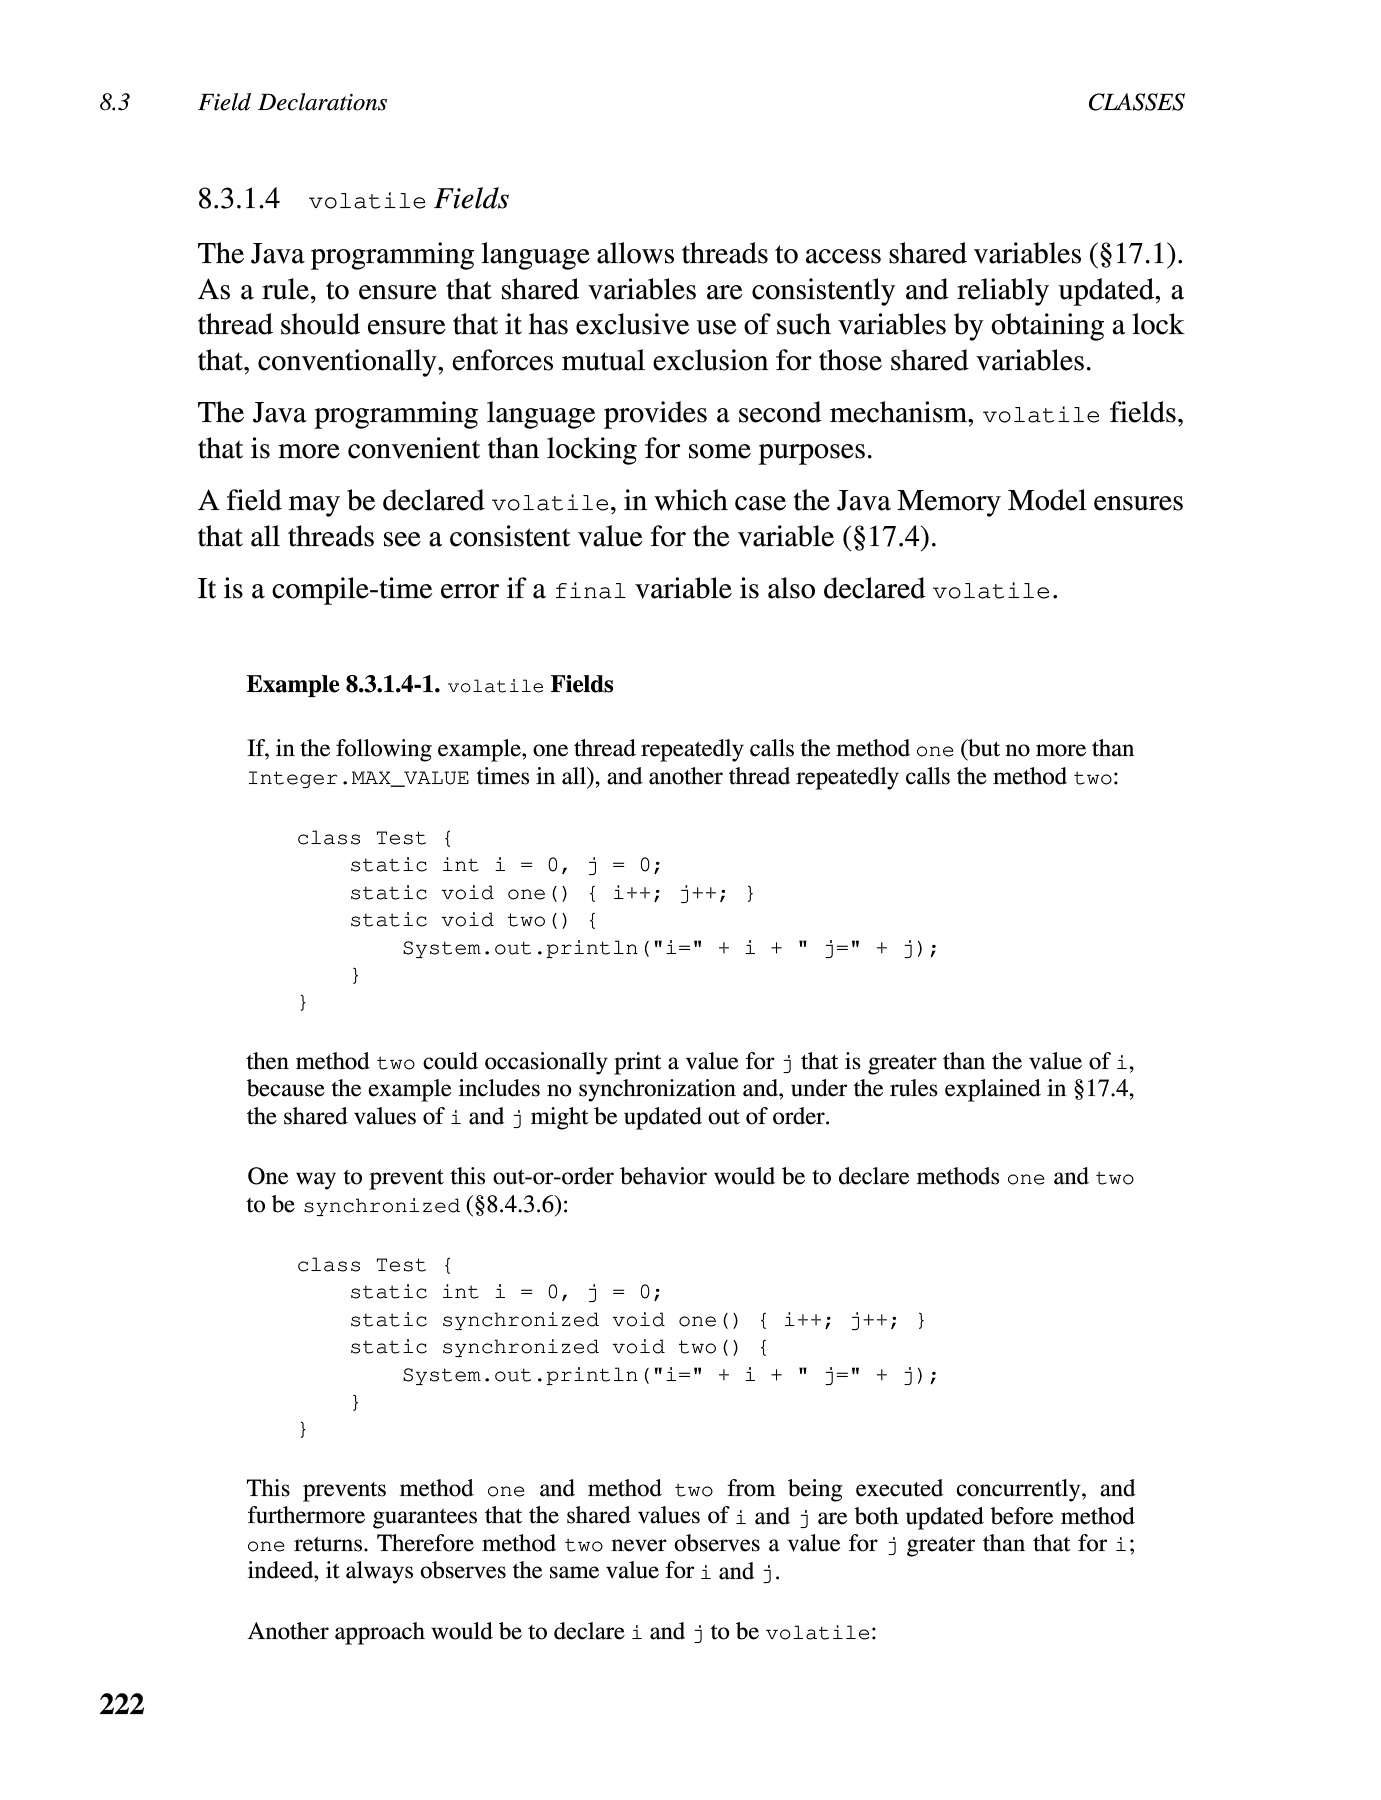 8.3 Field Declarations CLASSES
8.3.1.4 volatile Fields
The Java programming language allows threads to access shared variables (§17.1).
As a rule, to ensure that shared variables are consistently and reliably updated, a
thread should ensure that it has exclusive use of such variables by obtaining a lock
that, conventionally, enforces mutual exclusion for those shared variables.
The Java programming language provides a second mechanism, volatile fields,
that is more convenient than locking for some purposes.
A field may be declared volatile, in which case the Java Memory Model ensures
that all threads see a consistent value for the variable (§17.4).
It is a compile-time error if a final variable is also declared volatile.
Example 8.3.1.4-1. volatile Fields
If, in the following example, one thread repeatedly calls the method one (but no more than
Integer.MAX_VALUE times in all), and another thread repeatedly calls the method two:
class Test {
    static int i = 0, j = 0;
    static void one() { i++; j++; }
    static void two() {
        System.out.println("i=" + i + " j=" + j);
    }
}
then method two could occasionally print a value for j that is greater than the value of i,
because the example includes no synchronization and, under the rules explained in §17.4,
the shared values of i and j might be updated out of order.
One way to prevent this out-or-order behavior would be to declare methods one and two
to be synchronized (§8.4.3.6):
class Test {
    static int i = 0, j = 0;
    static synchronized void one() { i++; j++; }
    static synchronized void two() {
        System.out.println("i=" + i + " j=" + j);
    }
}
This prevents method one and method two from being executed concurrently, and
furthermore guarantees that the shared values of i and j are both updated before method
one returns. Therefore method two never observes a value for j greater than that for i;
indeed, it always observes the same value for i and j.
Another approach would be to declare i and j to be volatile:
222